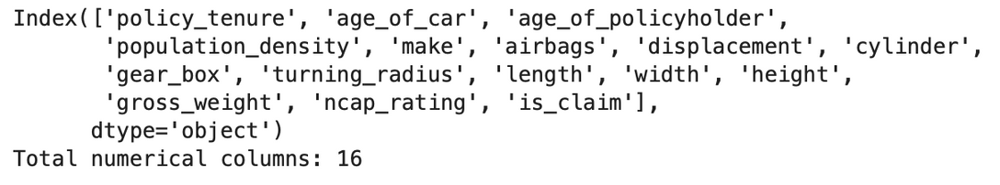 Index(['policy_tenure', 'age_of_car', 'age_of_policyholder',
       'population_density', 'make', 'airbags', 'displacement', 'cylinder',
       'gear_box', 'turning_radius', 'length', 'width', 'height',
       'gross_weight', 'ncap_rating', 'is_claim'],
      dtype='object')
Total numerical columns: 16